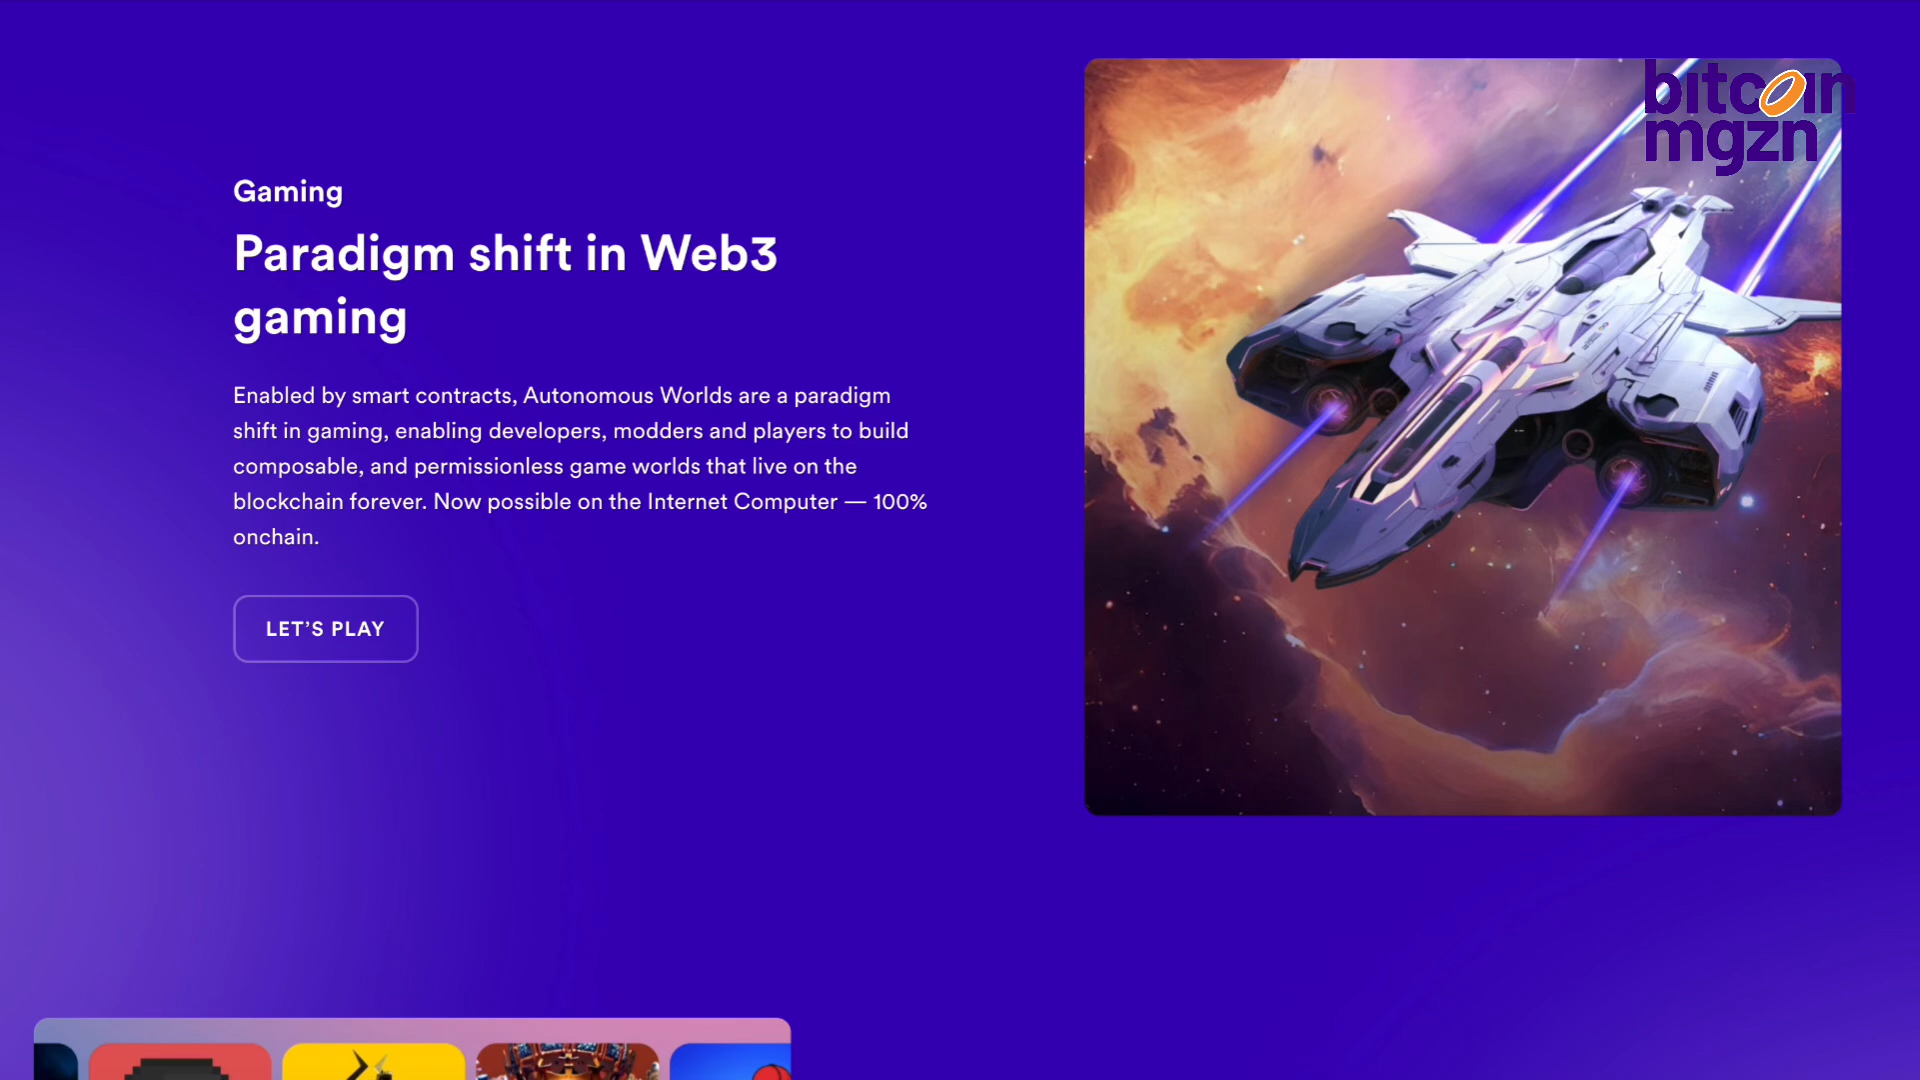 bitcoin
mgzn
Gaming
Paradigm shift in Web3
gaming
Enabled by smart contracts, Autonomous Worlds are a paradigm
shift in gaming, enabling developers, modders and players to build
composable, and permissionless game worlds that live on the
blockchain forever. Now possible on the Internet Computer — 100%
onchain.
LET’S PLAY